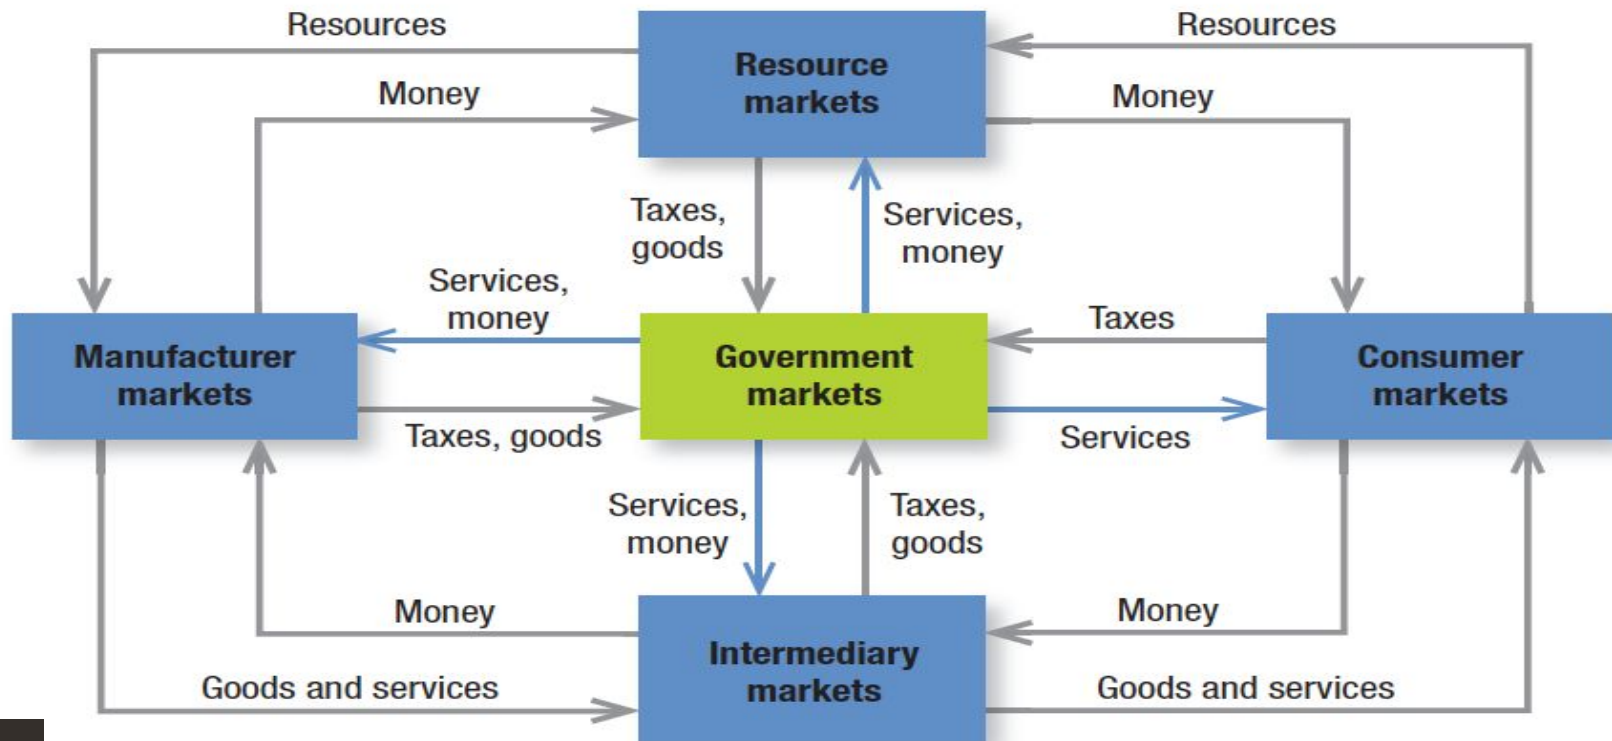 Resources
Resources
Resource
markets
Money
Money
Taxes,
goods
Services,
money
Services,
money
Taxes
Manufacturer
markets
Government
markets
Consumer
markets
Taxes, goods
Services
Services,
money
Taxes,
goods
Money
Money
Intermediary
markets
Goods and services
Goods and services